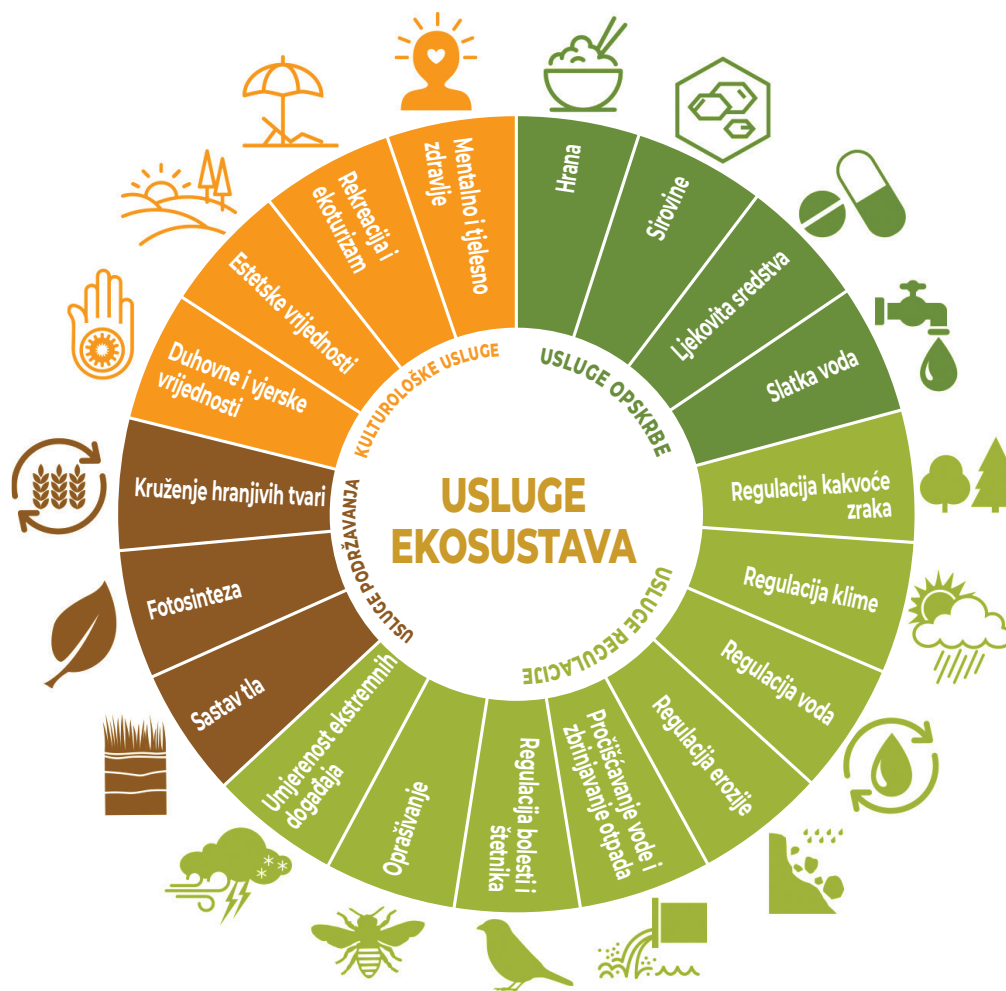 USLUGE
EKOSUSTAVA
USLUGE OPSKRBE
Hrana
Sirovine
Ljekovita sredstva
Slatka voda
USLUGE REGULACIJE
Regulacija kakvoće
zraka
Regulacija klime
Regulacija voda
Regulacija erozije
Pročišćavanje vode i
zbrinjavanje otpada
Regulacija bolesti i
štetnika
Oprašivanje
Umjerenost ekstremnih
događaja
USLUGE PODRŽAVANJA
Sastav tla
Fotosinteza
Kruženje hranjivih tvari
KULTUROLOŠKE USLUGE
Duhovne i vjerske
vrijednosti
Estetske vrijednosti
Rekreacija i
ekoturizam
Mentalno i tjelesno
zdravlje